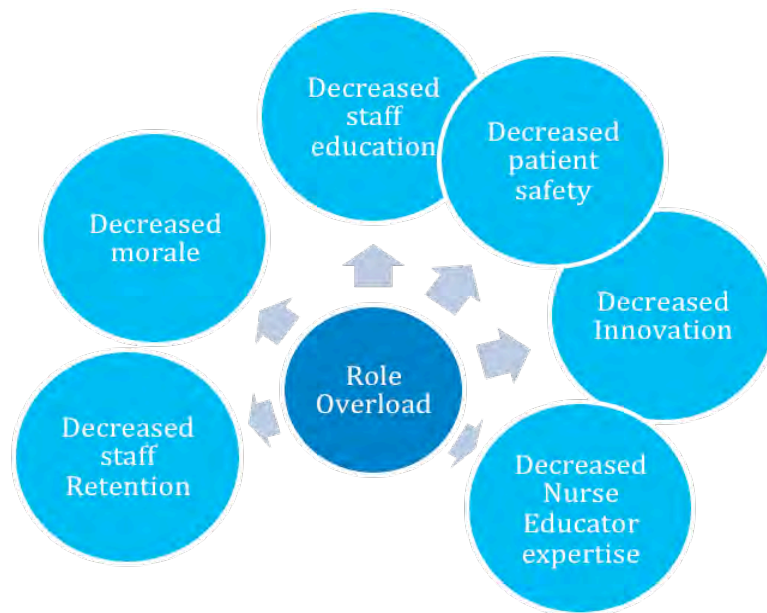 Decreased
staff
education
Decreased
patient
safety
Decreased
morale
Decreased
Innovation
Role
Overload
Decreased
staff
Retention
Decreased
Nurse
Educator
expertise